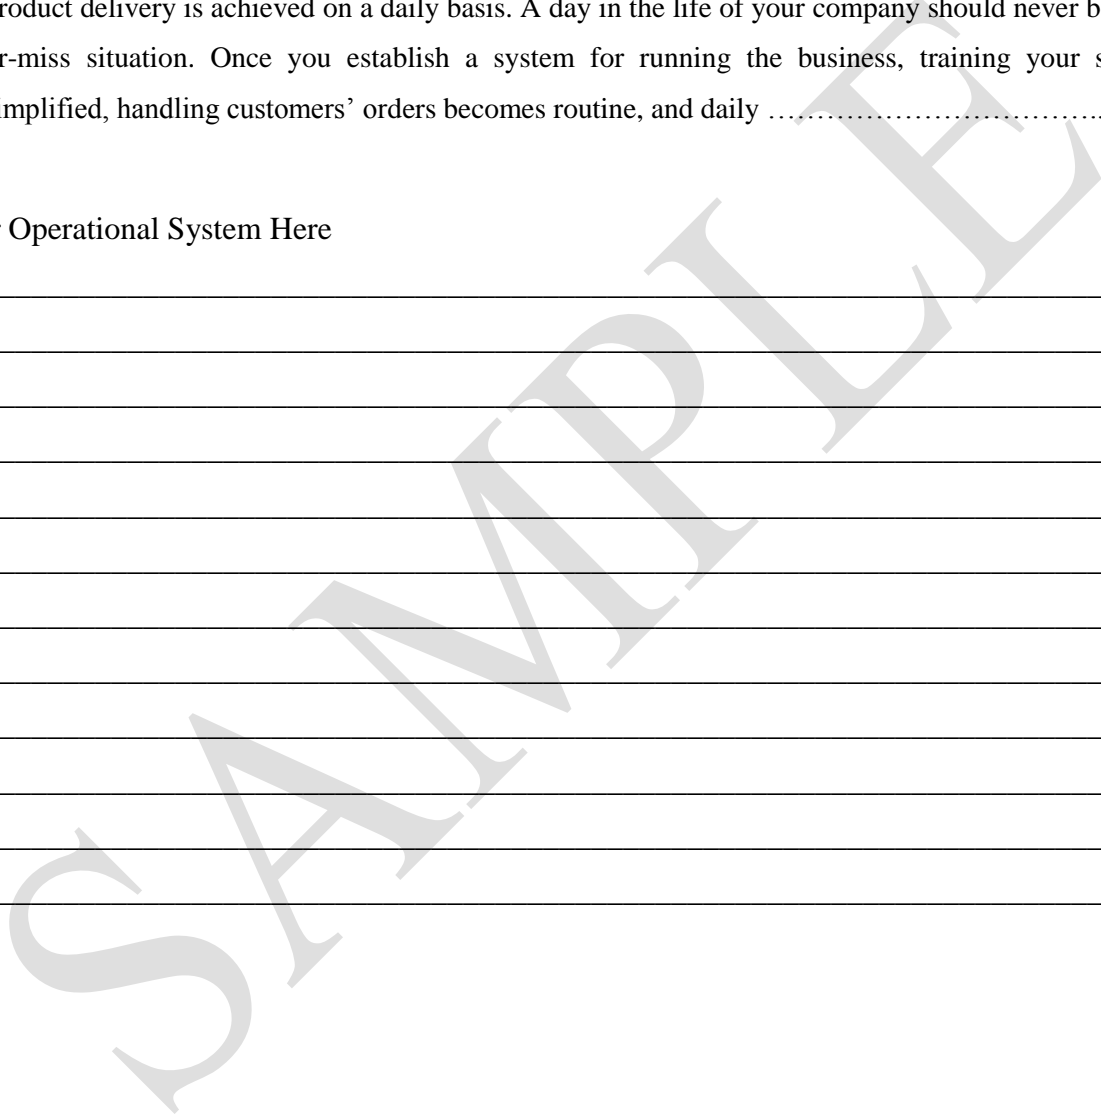 roduct delivery is achieved on a daily basis. A day in the life of your company should never b
r-miss situation. Once you establish a system for running the business, training your s
implified, handling customers’ orders becomes routine, and daily ……………………………..
r Operational System Here
SAMPLE